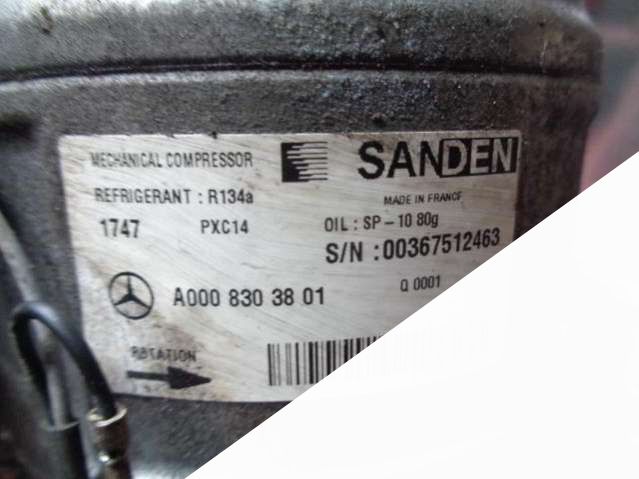 MECHANICAL COMPRESSOR
SANDEN
REFRIGERANT : R134a
MADE IN FRANCE
1747 PXC14 OIL : SP-10 80g
S/N :00367512463
Q 0001
A000 830 38 01
ROTATION